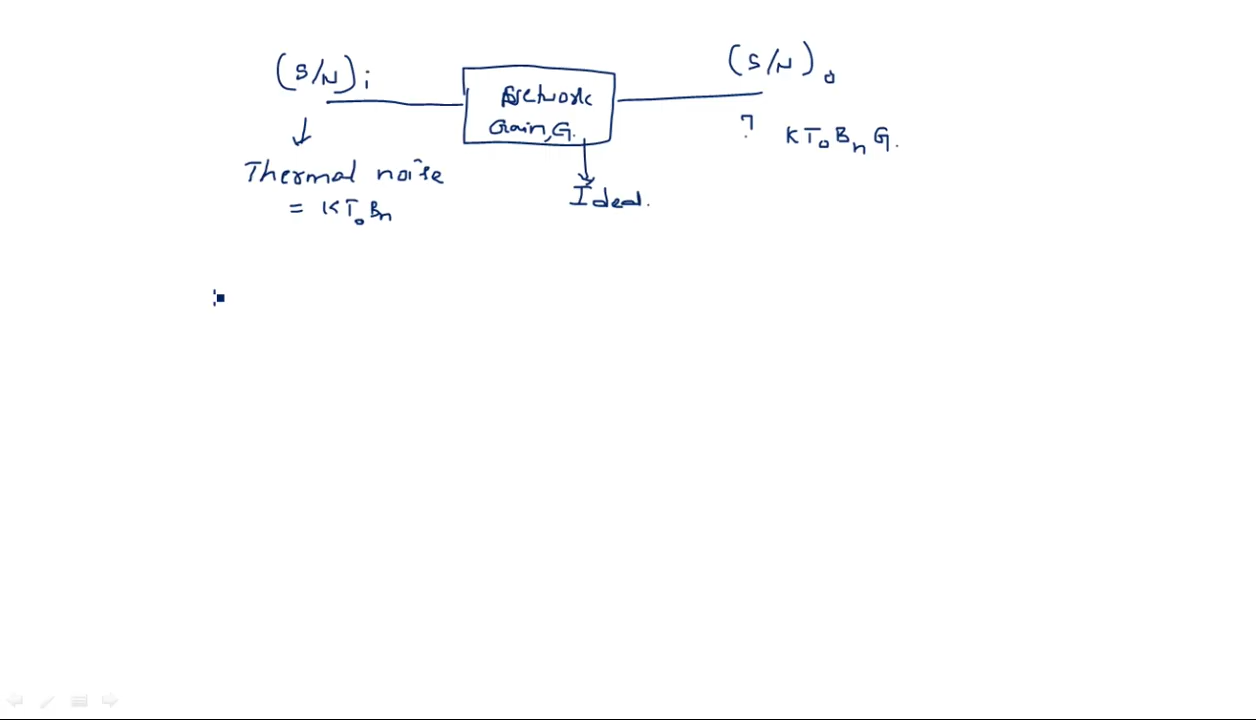 (S/N)i
(S/N)o
Network
Gain, G.
? KToBnG.
Thermal noise
= KToBn
Ideal.